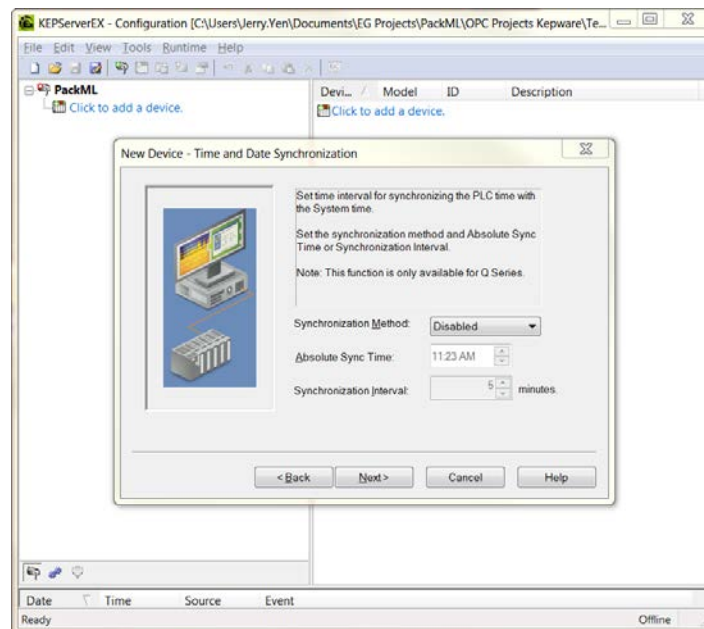 KEPServerEX - Configuration [C:\Users\Jerry.Yen\Documents\EG Projects\PackML\OPC Projects Kepware\Te...
File Edit View Tools Runtime Help
PackML
Click to add a device.
Devi... Model ID Description
Click to add a device.
New Device - Time and Date Synchronization
Set time interval for synchronizing the PLC time with
the System time.
Set the synchronization method and Absolute Sync
Time or Synchronization Interval.
Note: This function is only available for Q Series.
Synchronization Method: Disabled
Absolute Sync Time: 11:23 AM
Synchronization Interval: 5 minutes
< Back Next > Cancel Help
Date Time Source Event
Ready Offline